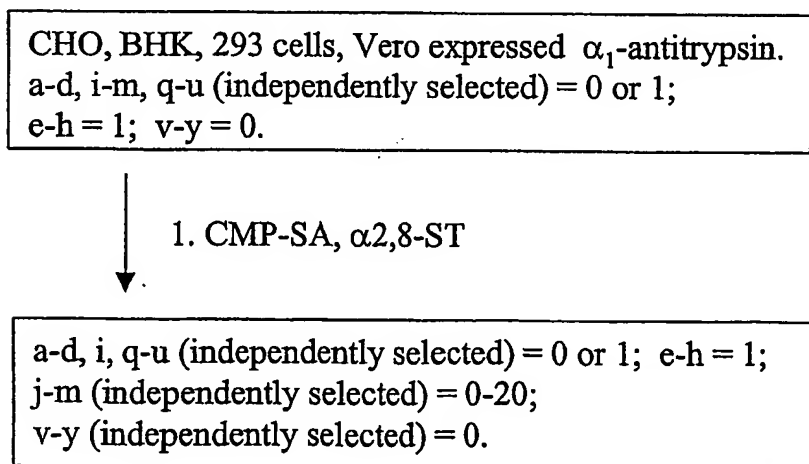 CHO, BHK, 293 cells, Vero expressed α₁-antitrypsin.
a-d, i-m, q-u (independently selected) = 0 or 1;
e-h = 1; v-y = 0.
1. CMP-SA, α2,8-ST
a-d, i, q-u (independently selected) = 0 or 1; e-h = 1;
j-m (independently selected) = 0-20;
v-y (independently selected) = 0.